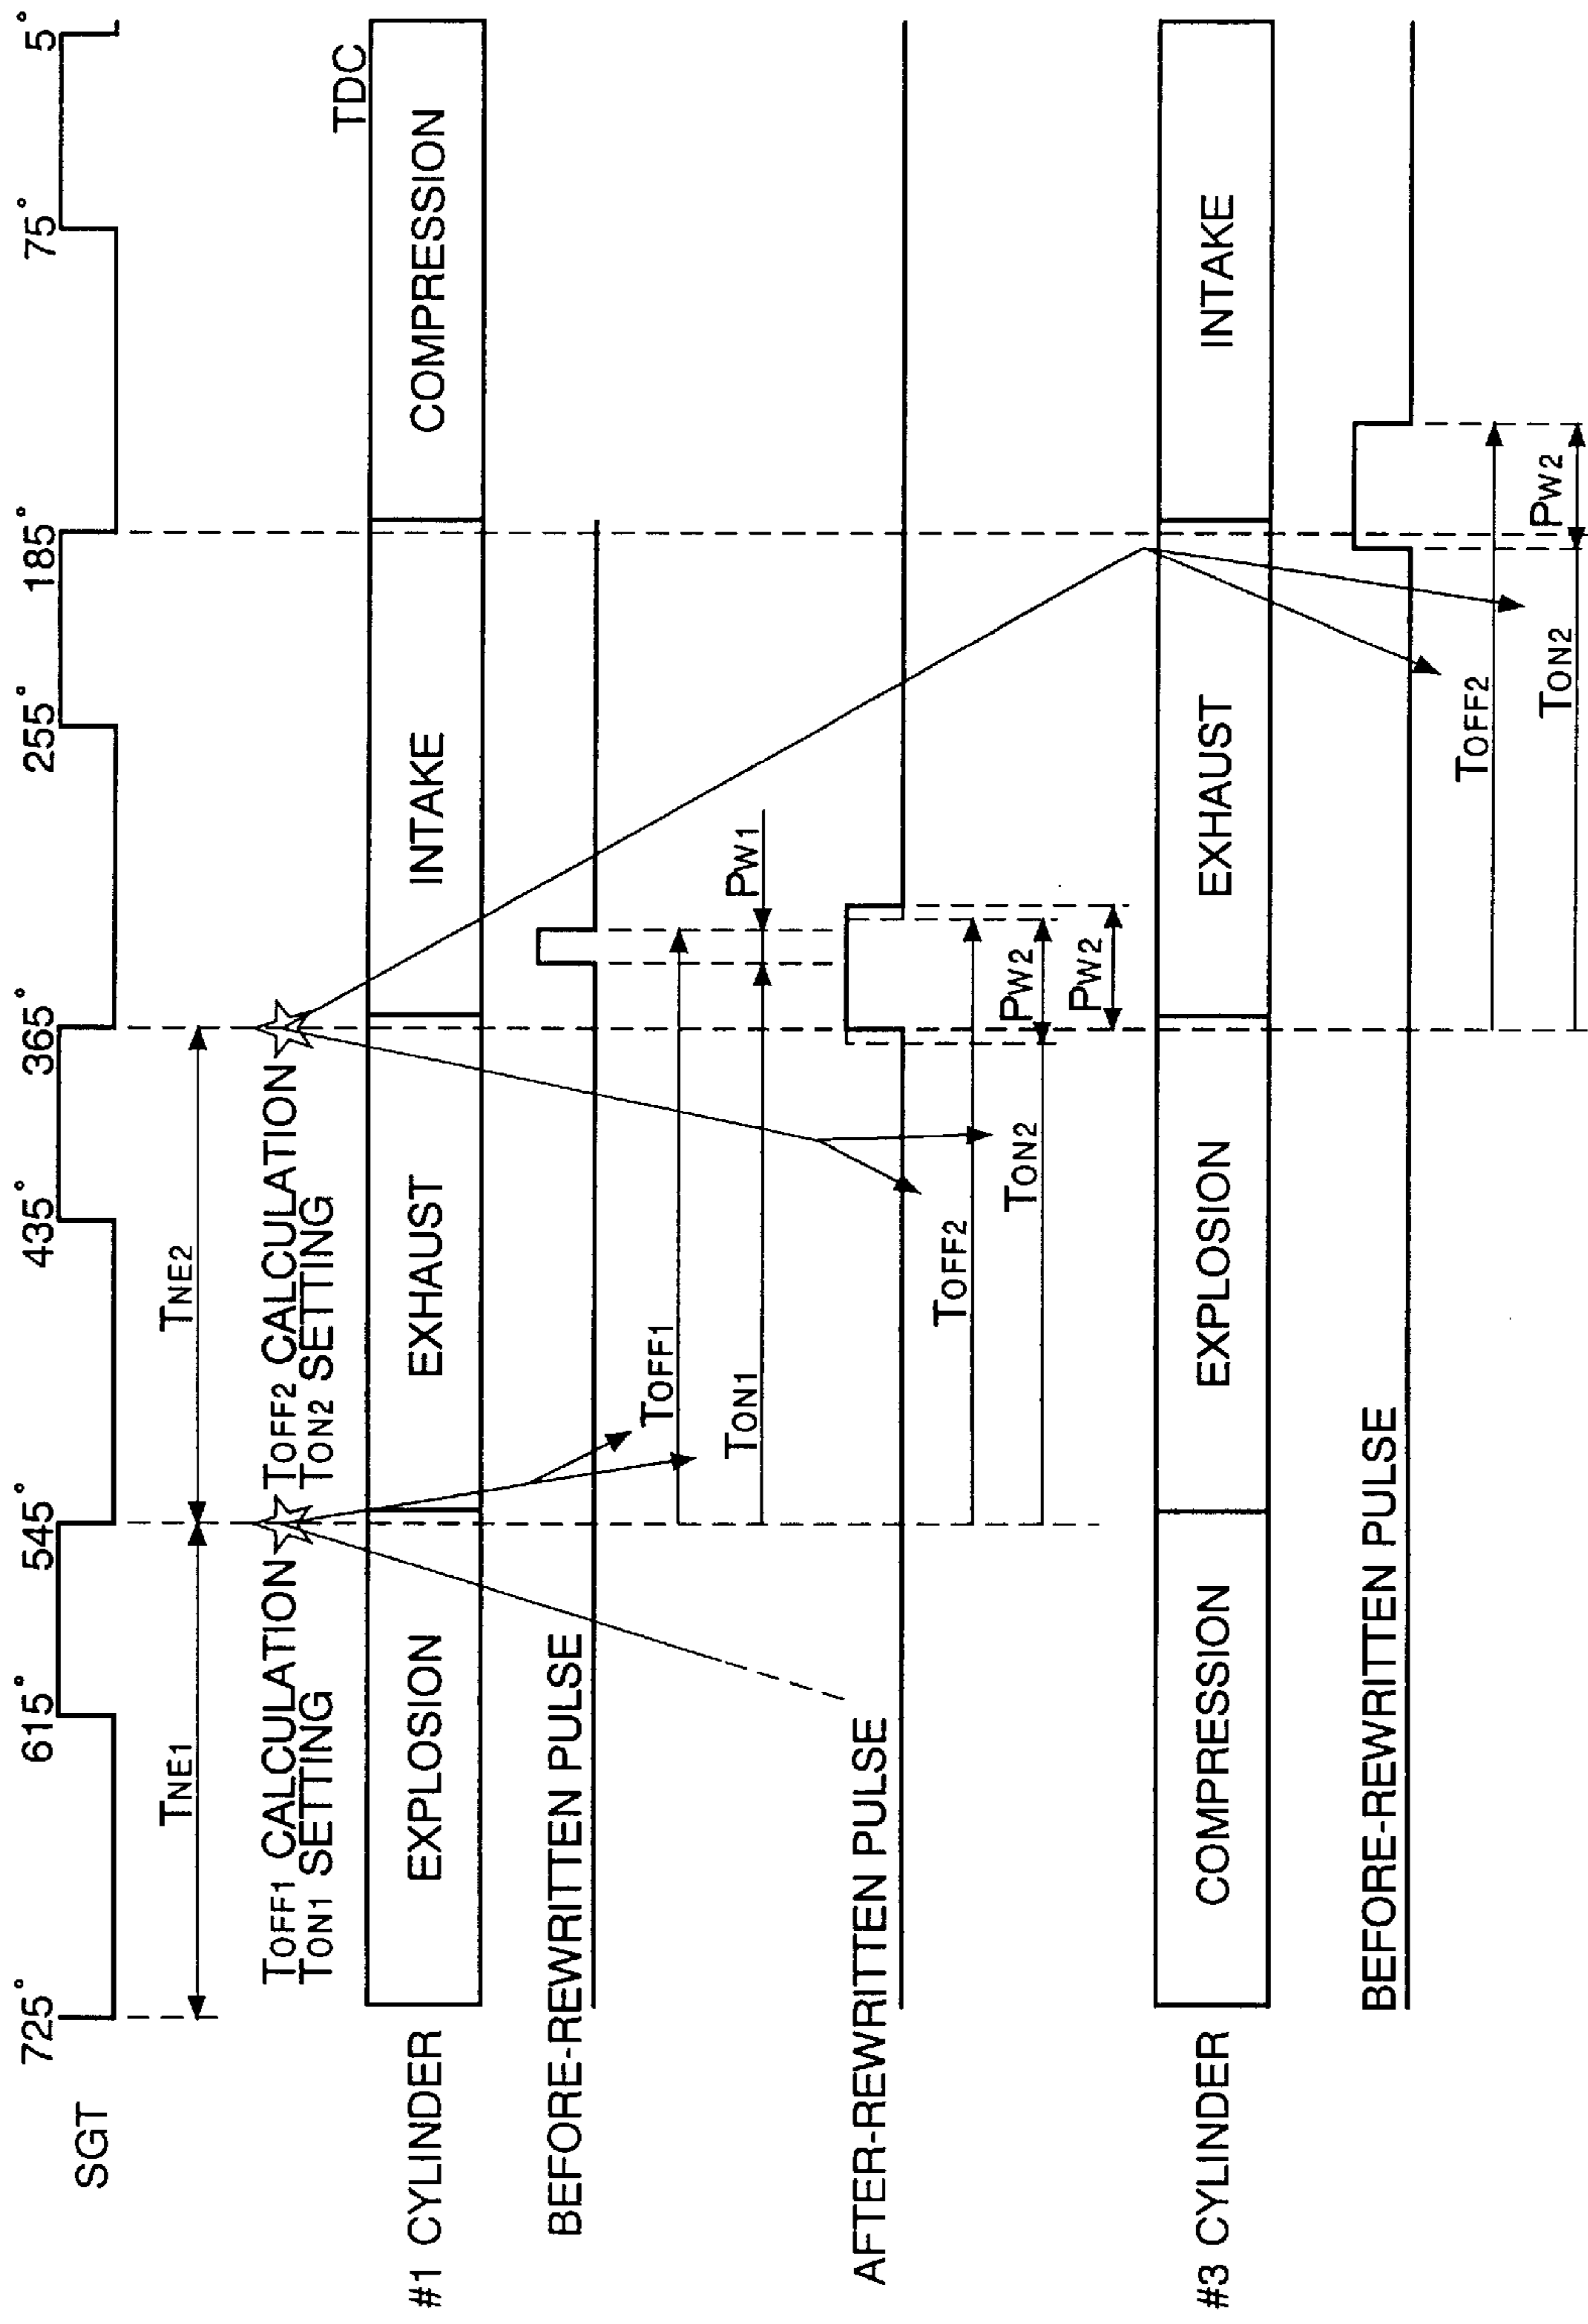 SGT
725° 615° 545° 435° 365° 255° 185° 75° 5°
TNE1
TNE2
TOFF1 CALCULATION
TON1 SETTING
TOFF2 CALCULATION
TON2 SETTING
TDC
#1 CYLINDER
EXPLOSION
EXHAUST
INTAKE
COMPRESSION
BEFORE-REWRITTEN PULSE
TOFF1
TON1
PW1
AFTER-REWRITTEN PULSE
TOFF2
TON2
PW2
PW2
#3 CYLINDER
COMPRESSION
EXPLOSION
EXHAUST
INTAKE
BEFORE-REWRITTEN PULSE
TOFF2
TON2
PW2